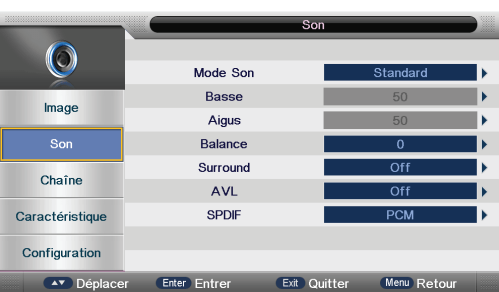 Son
Image
Son
Chaîne
Caractéristique
Configuration
Mode Son Standard
Basse 50
Aigus 50
Balance 0
Surround Off
AVL Off
SPDIF PCM
Déplacer Enter Entrer Exit Quitter Menu Retour